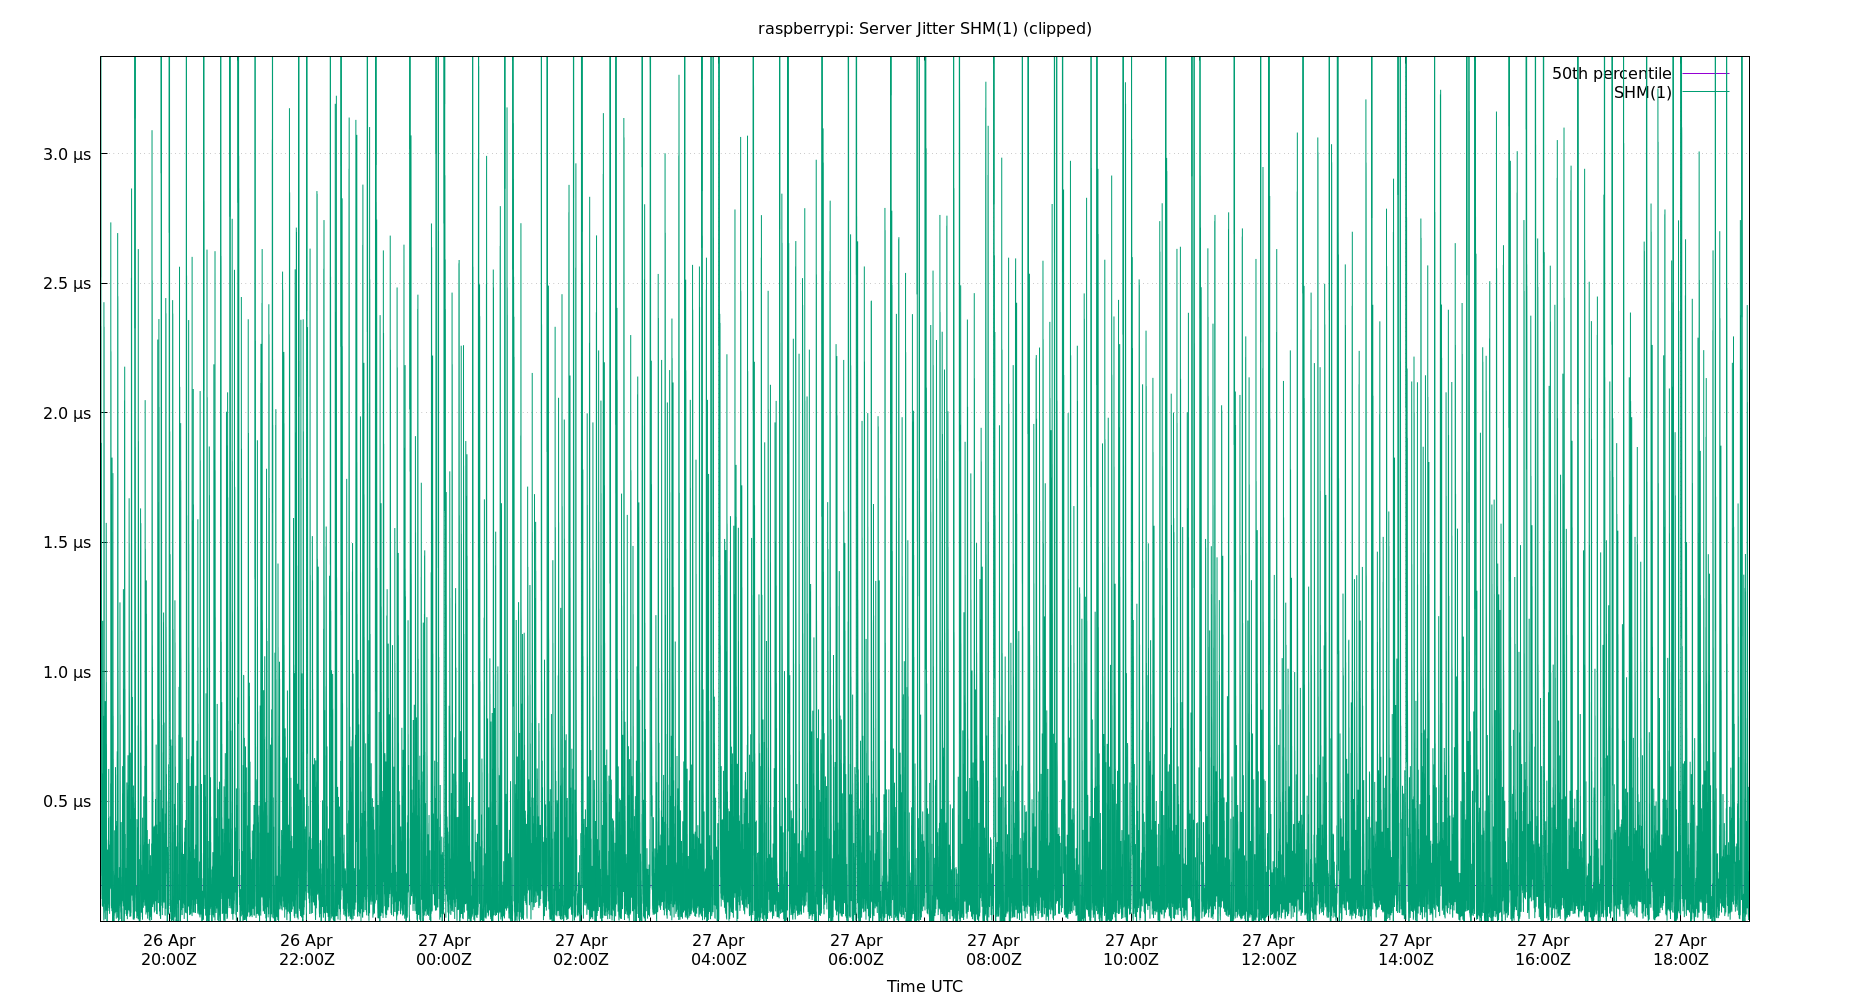 raspberrypi: Server Jitter SHM(1) (clipped)
50th percentile
SHM(1)
3.0 µs
2.5 µs
2.0 µs
1.5 µs
1.0 µs
0.5 µs
26 Apr 26 Apr 27 Apr 27 Apr 27 Apr 27 Apr 27 Apr 27 Apr 27 Apr 27 Apr 27 Apr 27 Apr
20:00Z 22:00Z 00:00Z 02:00Z 04:00Z 06:00Z 08:00Z 10:00Z 12:00Z 14:00Z 16:00Z 18:00Z
Time UTC